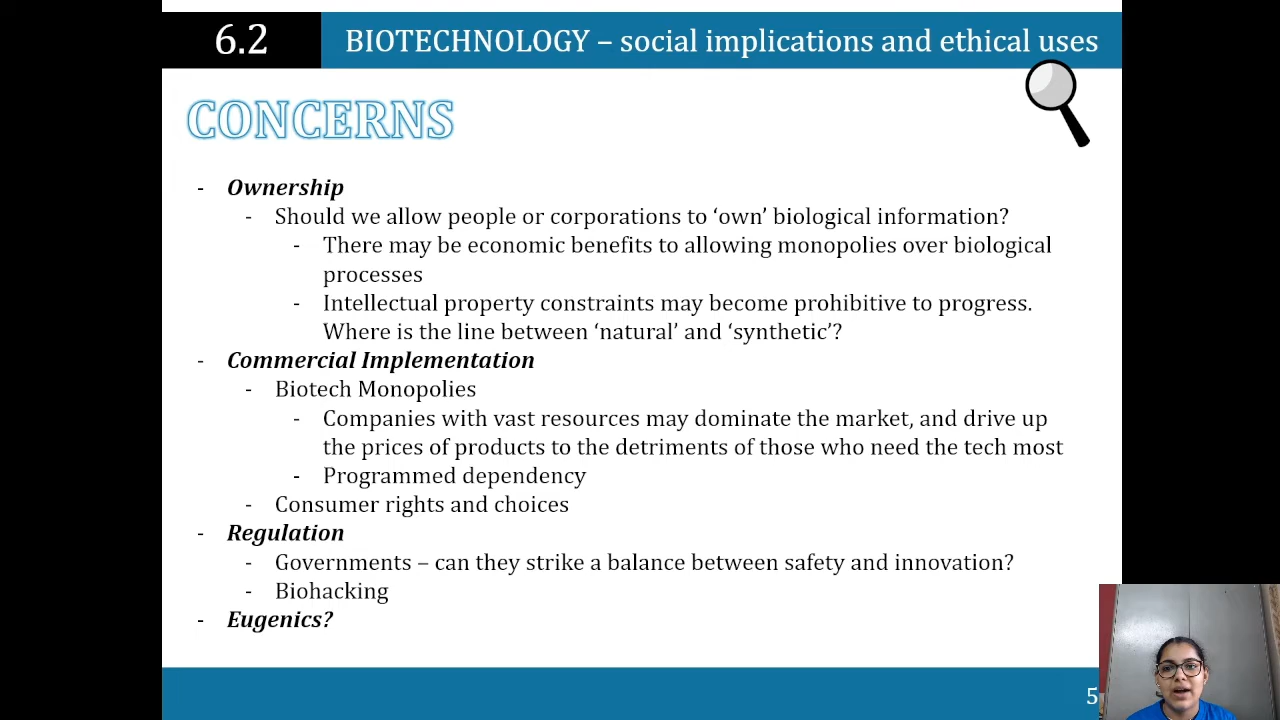 6.2
BIOTECHNOLOGY – social implications and ethical uses
CONCERNS
- Ownership
- Should we allow people or corporations to ‘own’ biological information?
- There may be economic benefits to allowing monopolies over biological
processes
- Intellectual property constraints may become prohibitive to progress.
Where is the line between ‘natural’ and ‘synthetic’?
- Commercial Implementation
- Biotech Monopolies
- Companies with vast resources may dominate the market, and drive up
the prices of products to the detriments of those who need the tech most
- Programmed dependency
- Consumer rights and choices
- Regulation
- Governments – can they strike a balance between safety and innovation?
- Biohacking
- Eugenics?
5